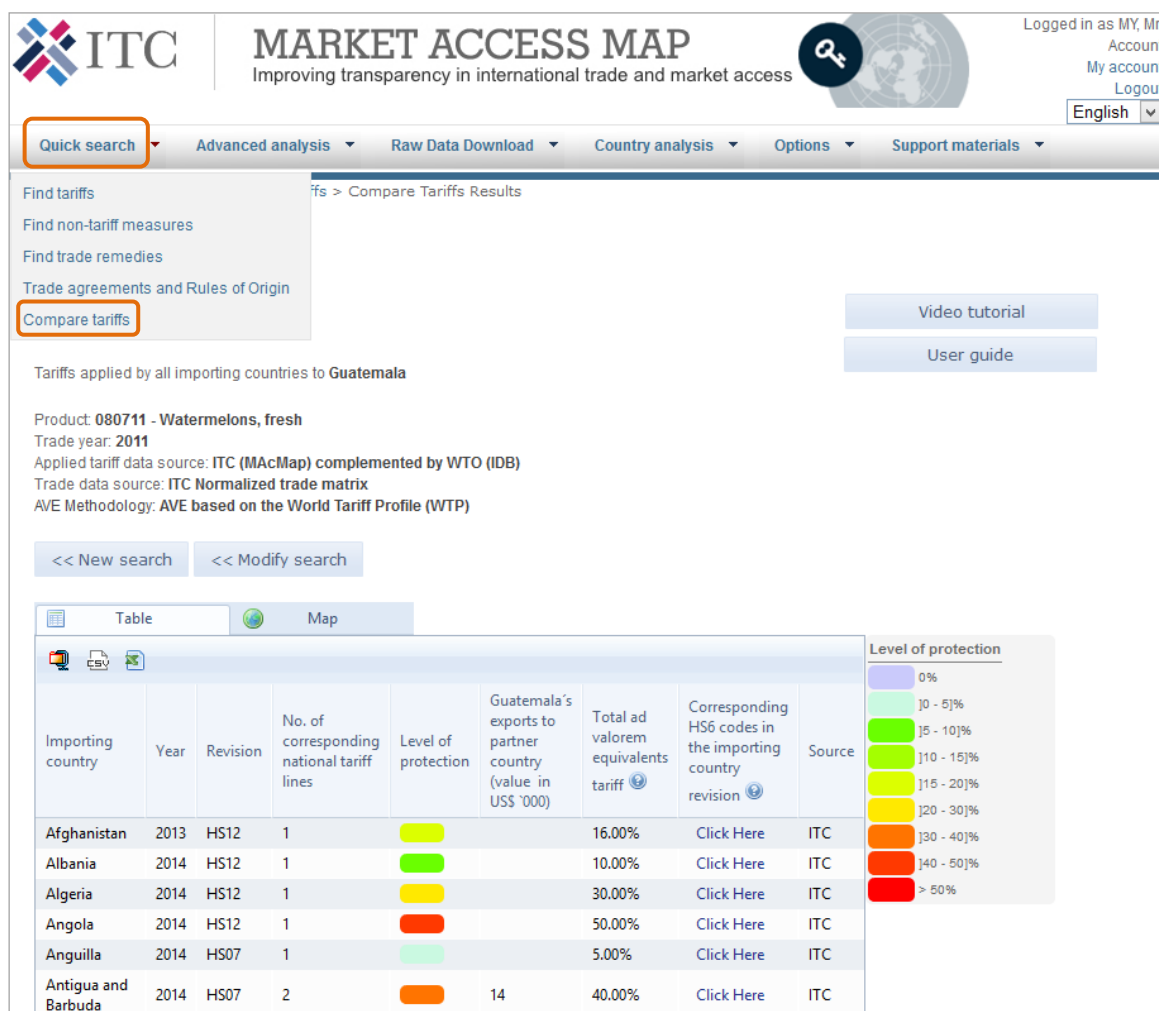 ITC
MARKET ACCESS MAP
Improving transparency in international trade and market access
Logged in as MY, Mr
Accoun
My accoun
Logou
English
Quick search Advanced analysis Raw Data Download Country analysis Options Support materials
ffs > Compare Tariffs Results
Find tariffs
Find non-tariff measures
Find trade remedies
Trade agreements and Rules of Origin
Compare tariffs
Video tutorial
User guide
Tariffs applied by all importing countries to Guatemala
Product: 080711 - Watermelons, fresh
Trade year: 2011
Applied tariff data source: ITC (MAcMap) complemented by WTO (IDB)
Trade data source: ITC Normalized trade matrix
AVE Methodology: AVE based on the World Tariff Profile (WTP)
<< New search << Modify search
Table Map
CSV
Importing
country
Year
Revision
No. of
corresponding
national tariff
lines
Level of
protection
Guatemala´s
exports to
partner
country
(value in
US$ `000)
Total ad
valorem
equivalents
tariff ?
Corresponding
HS6 codes in
the importing
country
revision ?
Source
Afghanistan 2013 HS12 1 16.00% Click Here ITC
Albania 2014 HS12 1 10.00% Click Here ITC
Algeria 2014 HS12 1 30.00% Click Here ITC
Angola 2014 HS12 1 50.00% Click Here ITC
Anguilla 2014 HS07 1 5.00% Click Here ITC
Antigua and
Barbuda 2014 HS07 2 14 40.00% Click Here ITC
Level of protection
0%
]0 - 5]%
]5 - 10]%
]10 - 15]%
]15 - 20]%
]20 - 30]%
]30 - 40]%
]40 - 50]%
> 50%